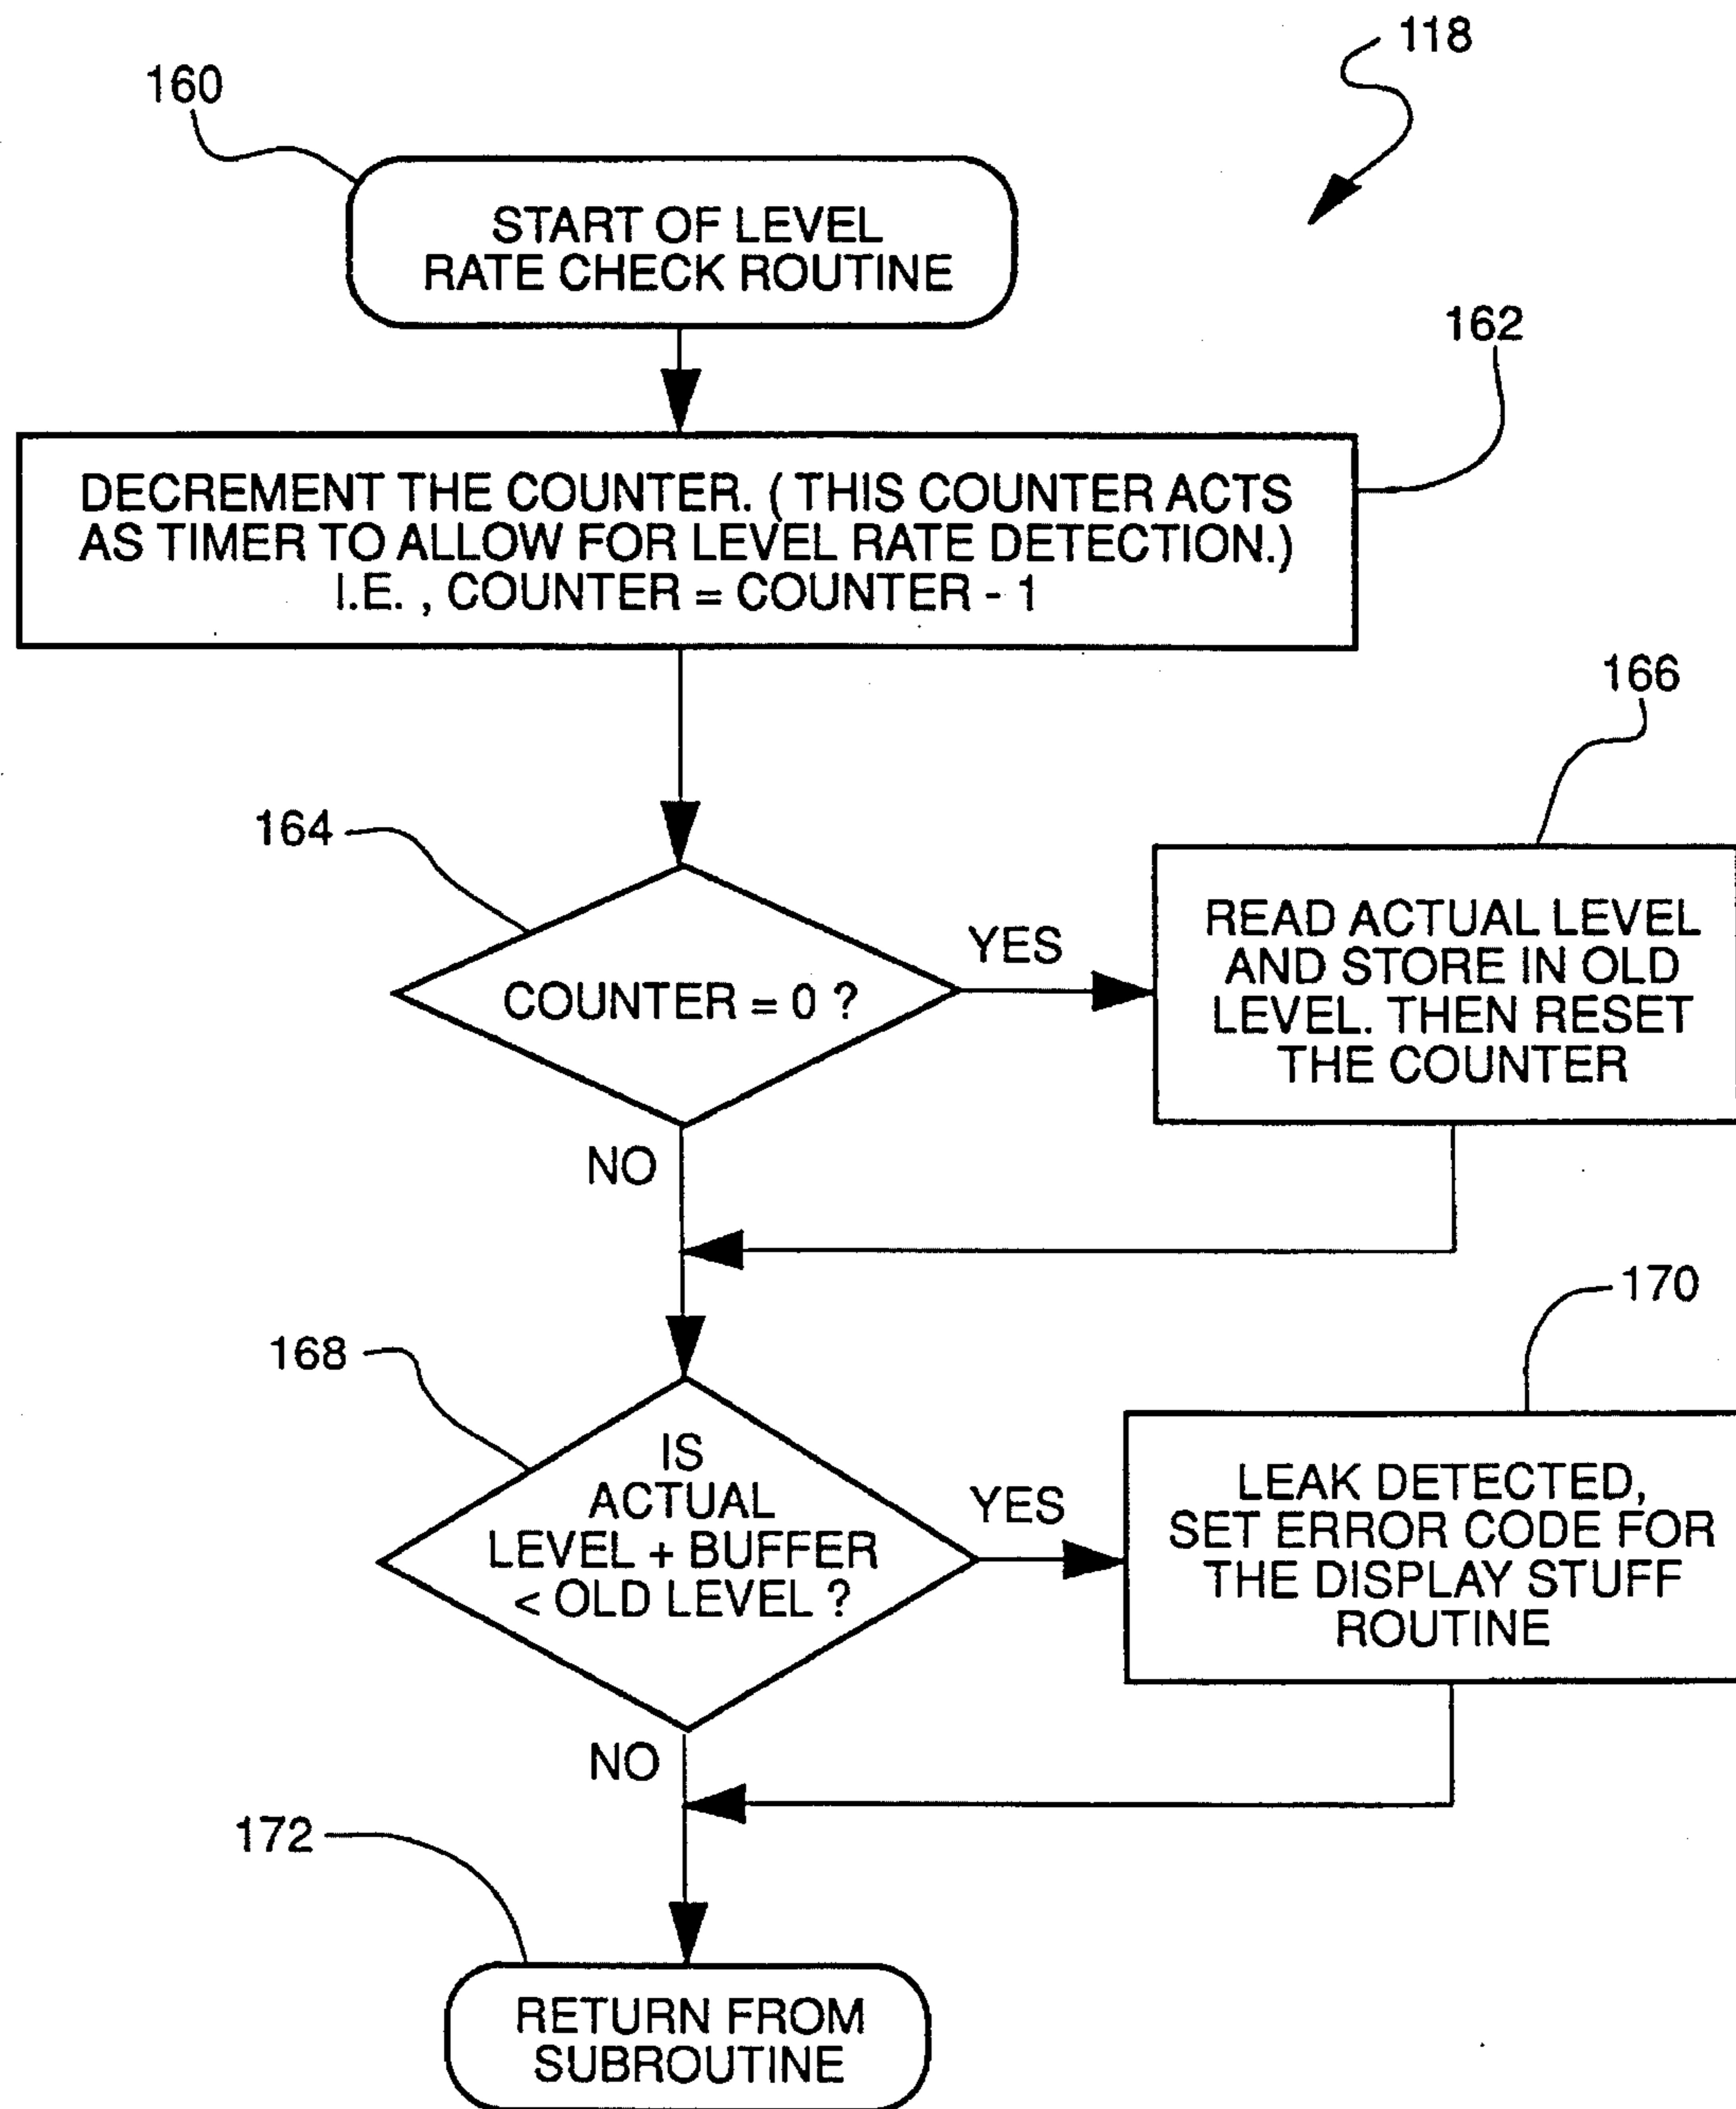 118
160
START OF LEVEL
RATE CHECK ROUTINE
162
DECREMENT THE COUNTER. ( THIS COUNTER ACTS
AS TIMER TO ALLOW FOR LEVEL RATE DETECTION.)
I.E. , COUNTER = COUNTER - 1
166
164
COUNTER = 0 ?
YES
READ ACTUAL LEVEL
AND STORE IN OLD
LEVEL. THEN RESET
THE COUNTER
NO
170
168
IS
ACTUAL
LEVEL + BUFFER
< OLD LEVEL ?
YES
LEAK DETECTED,
SET ERROR CODE FOR
THE DISPLAY STUFF
ROUTINE
NO
172
RETURN FROM
SUBROUTINE